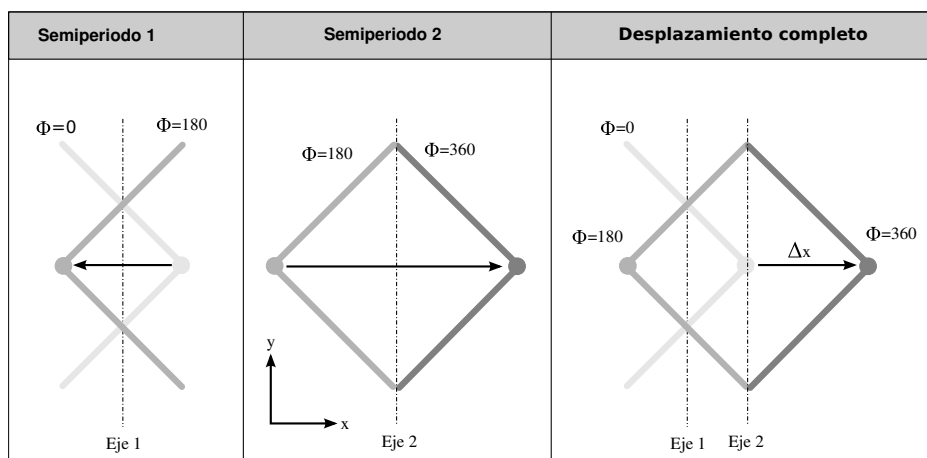 Semiperiodo 1
Semiperiodo 2
Desplazamiento completo
Φ=0
Φ=180
Eje 1
Φ=180
Φ=360
y
x
Eje 2
Φ=0
Φ=180
Δx
Φ=360
Eje 1
Eje 2